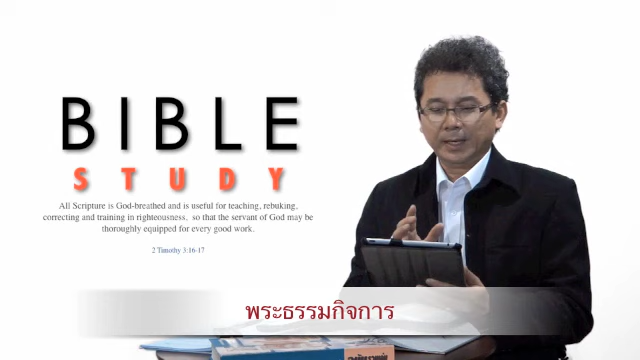 BIBLE
STUDY
All Scripture is God-breathed and is useful for teaching, rebuking,
correcting and training in righteousness, so that the servant of God may be
thoroughly equipped for every good work.
2 Timothy 3:16-17
พระธรรมกิจการ